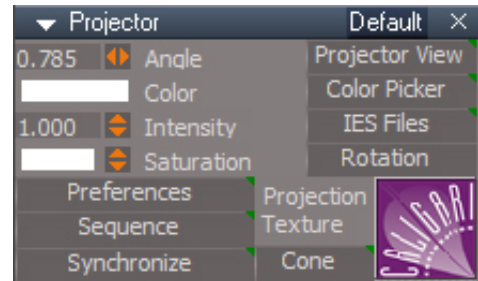 Projector Default ×
0.785 Angle Projector View
Color Color Picker
1.000 Intensity IES Files
Saturation Rotation
Preferences Projection
Sequence Texture
Synchronize Cone
CALIGARI